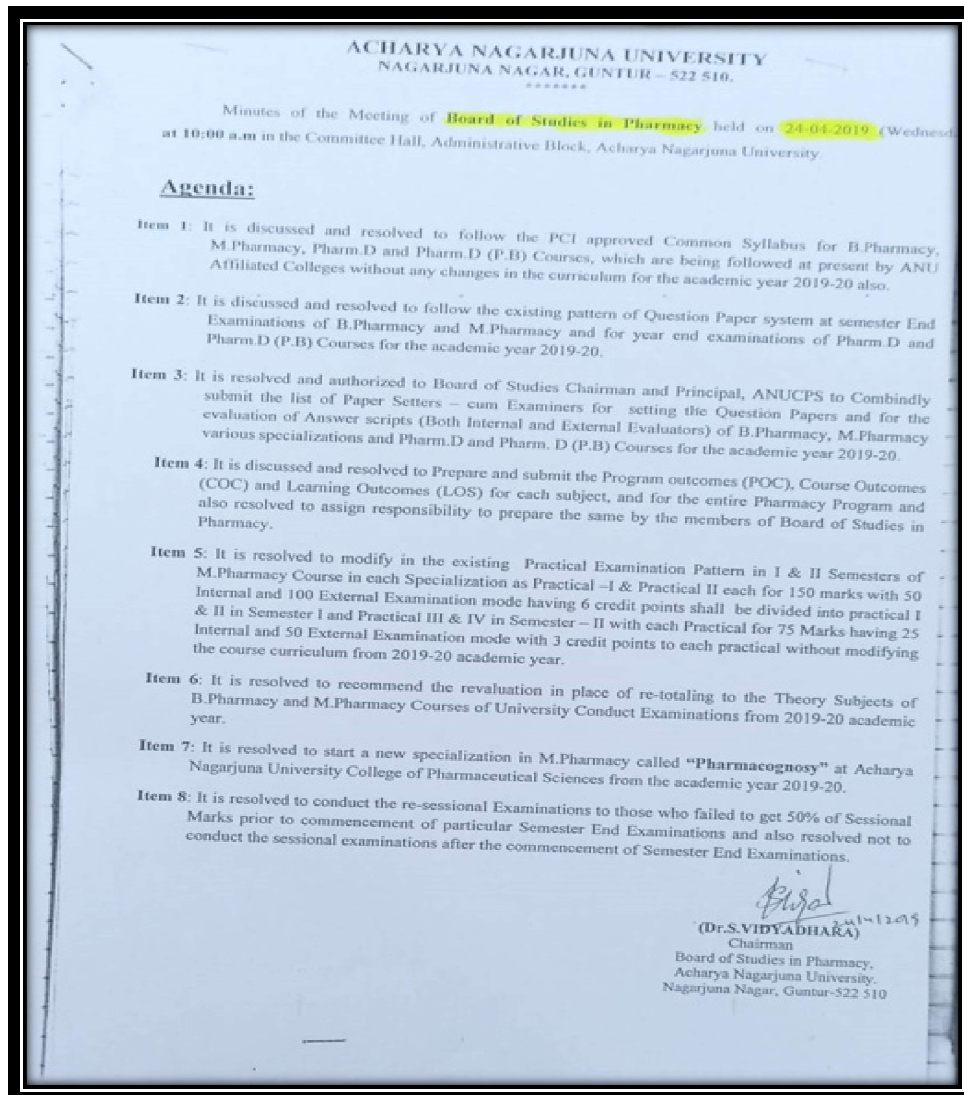 ACHARYA NAGARJUNA UNIVERSITY
NAGARJUNA NAGAR, GUNTUR – 522 510.
*******
Minutes of the Meeting of Board of Studies in Pharmacy held on 24-04-2019 (Wednesd
at 10:00 a.m in the Committee Hall, Administrative Block, Acharya Nagarjuna University
Agenda:
Item 1: It is discussed and resolved to follow the PCI approved Common Syllabus for B.Pharmacy,
M.Pharmacy, Pharm.D and Pharm.D (P.B) Courses, which are being followed at present by ANU
Affiliated Colleges without any changes in the curriculum for the academic year 2019-20 also.
Item 2: It is discussed and resolved to follow the existing pattern of Question Paper system at semester End
Examinations of B.Pharmacy and M.Pharmacy and for year end examinations of Pharm.D and
Pharm.D (P.B) Courses for the academic year 2019-20.
Item 3: It is resolved and authorized to Board of Studies Chairman and Principal, ANUCPS to Combindly
submit the list of Paper Setters – cum Examiners for setting the Question Papers and for the
evaluation of Answer scripts (Both Internal and External Evaluators) of B.Pharmacy, M.Pharmacy
various specializations and Pharm.D and Pharm. D (P.B) Courses for the academic year 2019-20.
Item 4: It is discussed and resolved to Prepare and submit the Program outcomes (POC), Course Outcomes
(COC) and Learning Outcomes (LOS) for each subject, and for the entire Pharmacy Program and
also resolved to assign responsibility to prepare the same by the members of Board of Studies in
Pharmacy.
Item 5: It is resolved to modify in the existing Practical Examination Pattern in I & II Semesters of
M.Pharmacy Course in each Specialization as Practical –I & Practical II each for 150 marks with 50
Internal and 100 External Examination mode having 6 credit points shall be divided into practical I
& II in Semester I and Practical III & IV in Semester – II with each Practical for 75 Marks having 25
Internal and 50 External Examination mode with 3 credit points to each practical without modifying
the course curriculum from 2019-20 academic year.
Item 6: It is resolved to recommend the revaluation in place of re-totaling to the Theory Subjects of
B.Pharmacy and M.Pharmacy Courses of University Conduct Examinations from 2019-20 academic
year.
Item 7: It is resolved to start a new specialization in M.Pharmacy called “Pharmacognosy” at Acharya
Nagarjuna University College of Pharmaceutical Sciences from the academic year 2019-20.
Item 8: It is resolved to conduct the re-sessional Examinations to those who failed to get 50% of Sessional
Marks prior to commencement of particular Semester End Examinations and also resolved not to
conduct the sessional examinations after the commencement of Semester End Examinations.
(Dr.S.VIDYADHARA)
Chairman
Board of Studies in Pharmacy,
Acharya Nagarjuna University.
Nagarjuna Nagar, Guntur-522 510